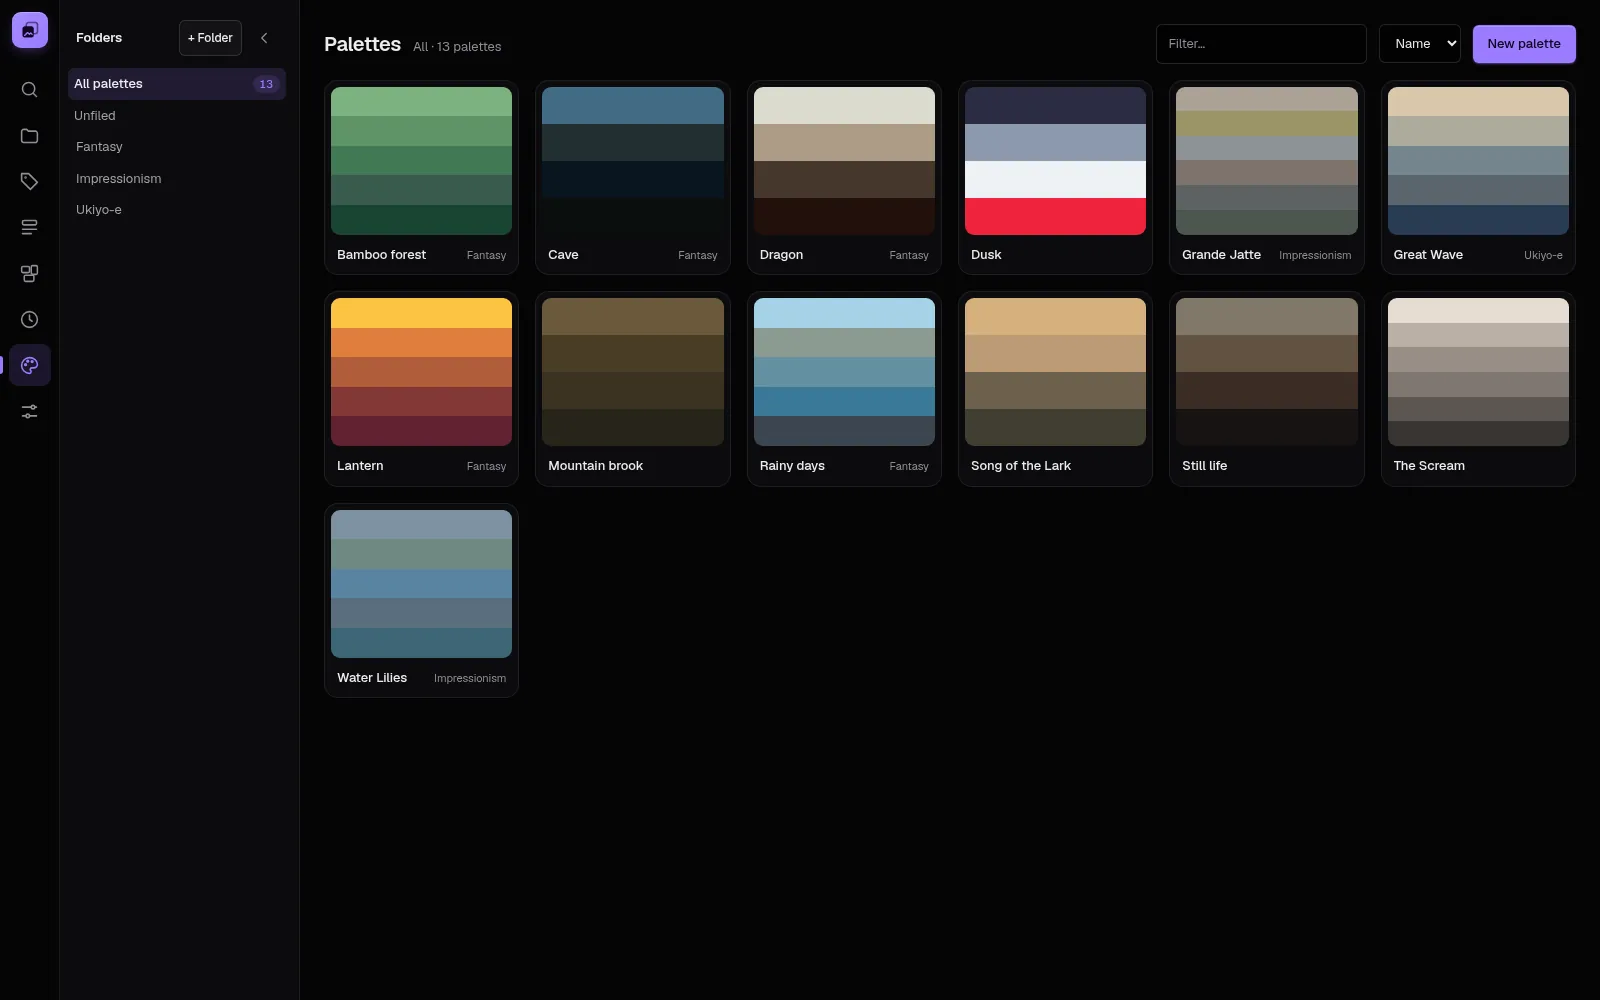 Folders
+ Folder
All palettes 13
Unfiled
Fantasy
Impressionism
Ukiyo-e
Palettes All · 13 palettes
Filter...
Name
New palette
Bamboo forest Fantasy
Cave Fantasy
Dragon Fantasy
Dusk
Grande Jatte Impressionism
Great Wave Ukiyo-e
Lantern Fantasy
Mountain brook
Rainy days Fantasy
Song of the Lark
Still life
The Scream
Water Lilies Impressionism